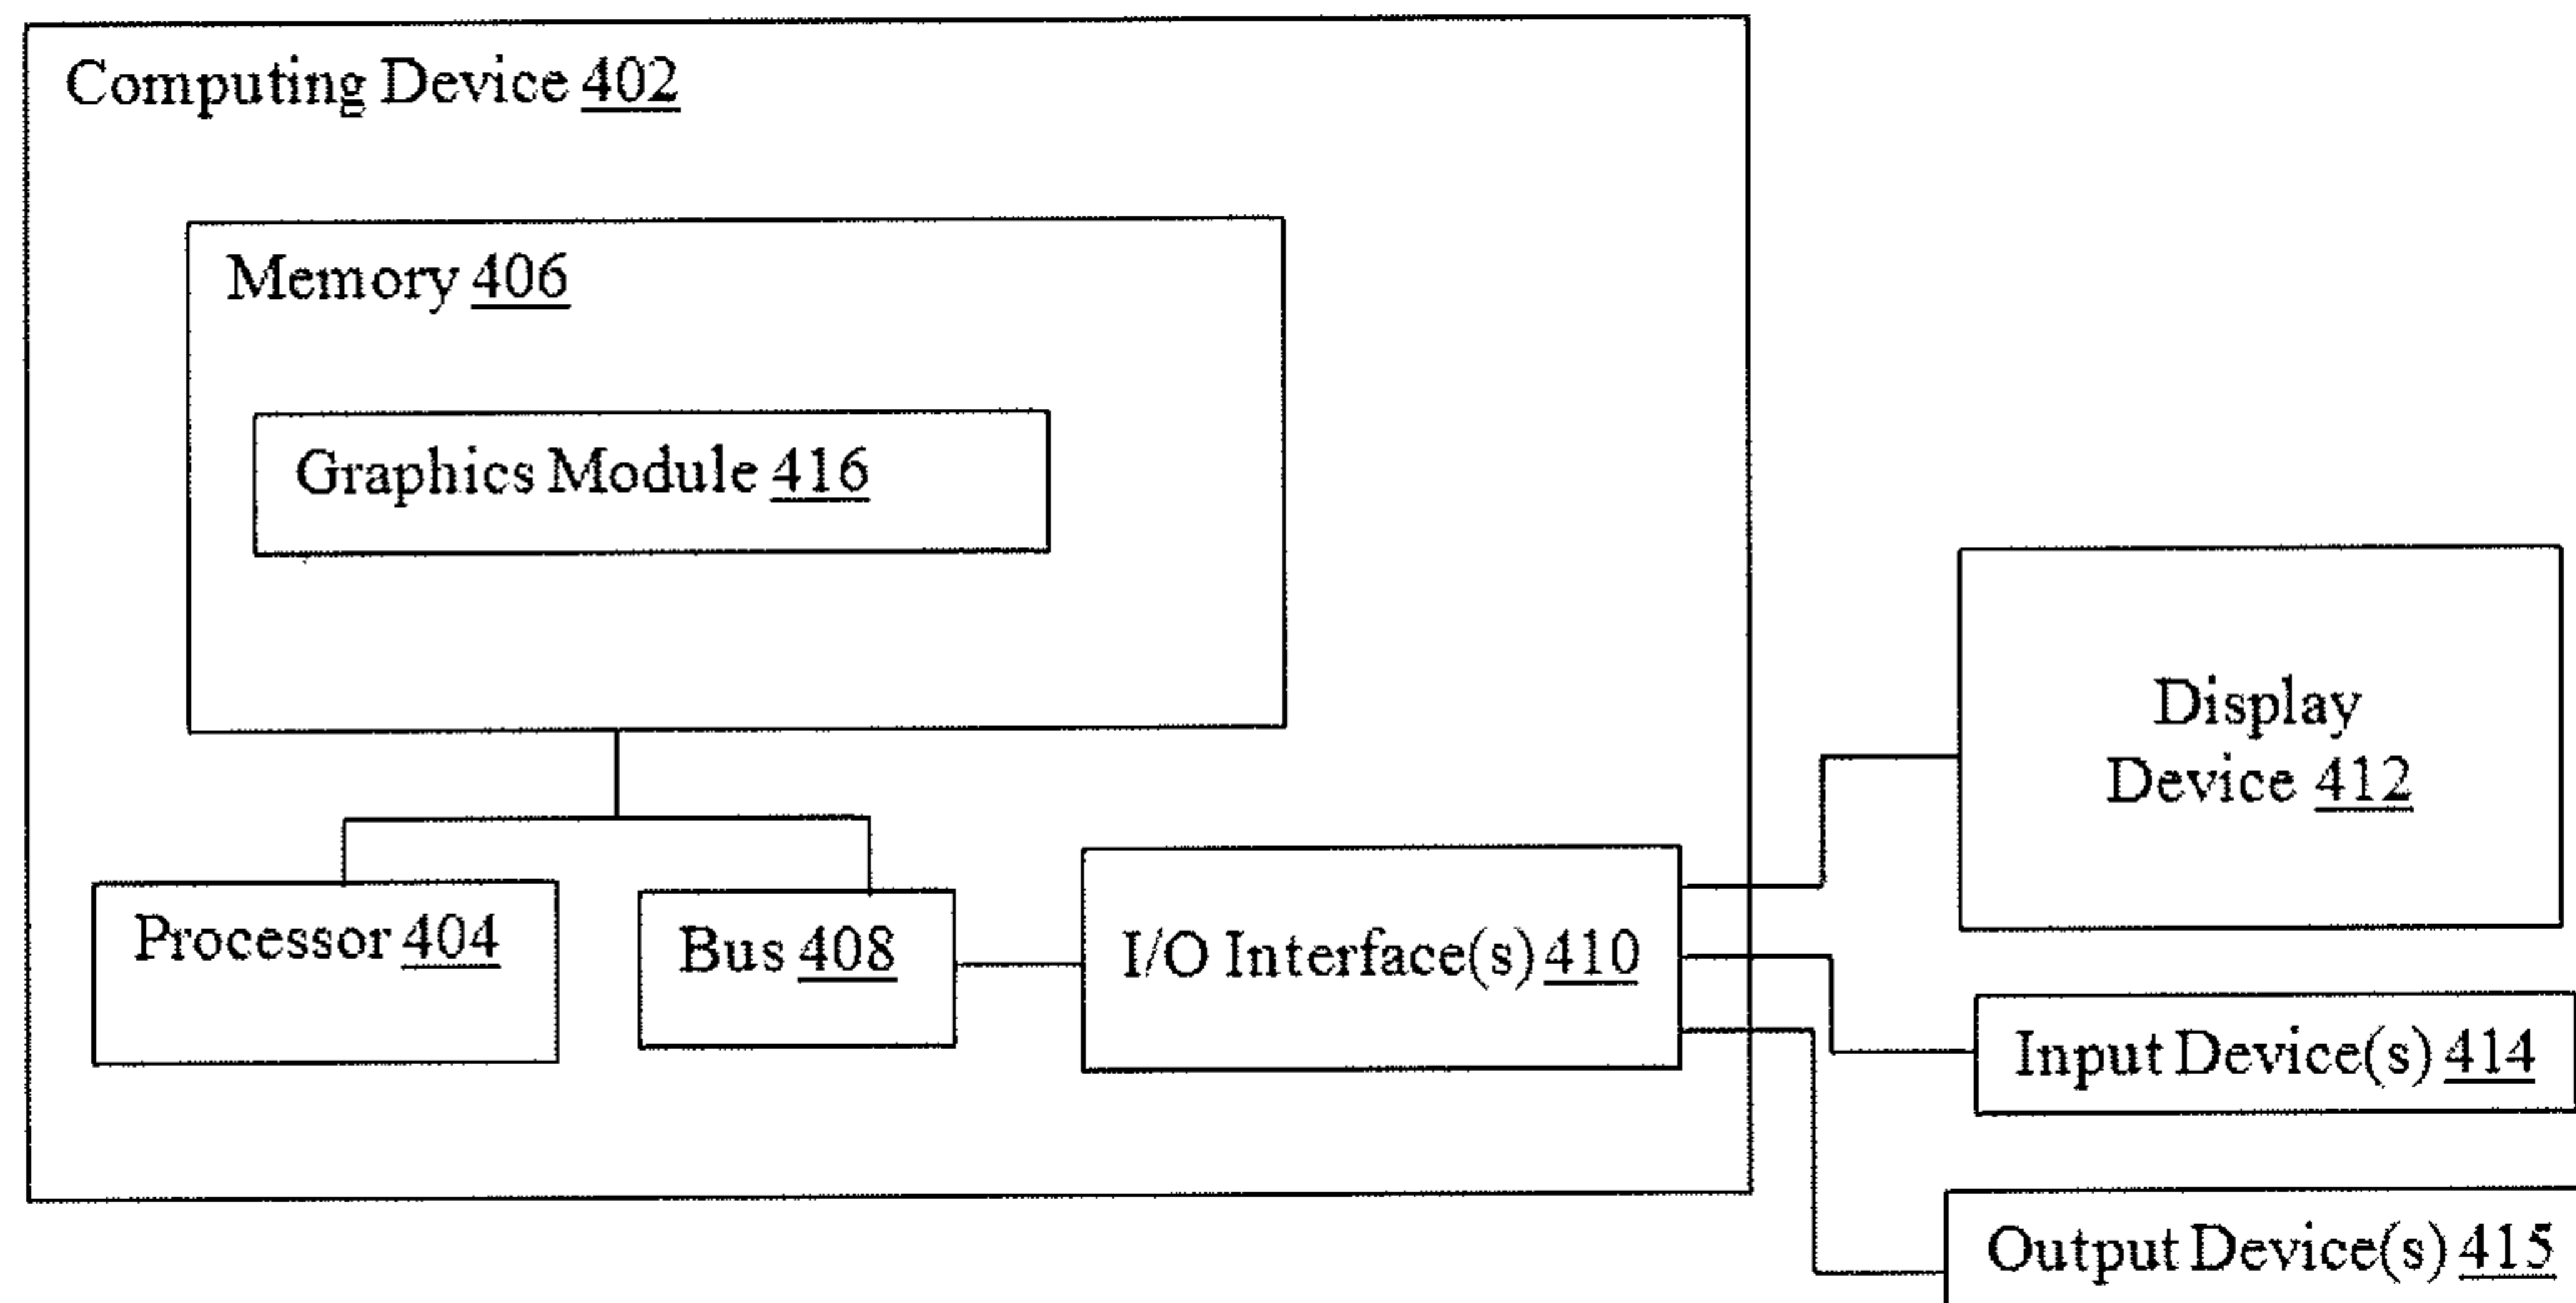 Computing Device 402
Memory 406
Graphics Module 416
Display
Device 412
Processor 404
Bus 408
I/O Interface(s) 410
Input Device(s) 414
Output Device(s) 415